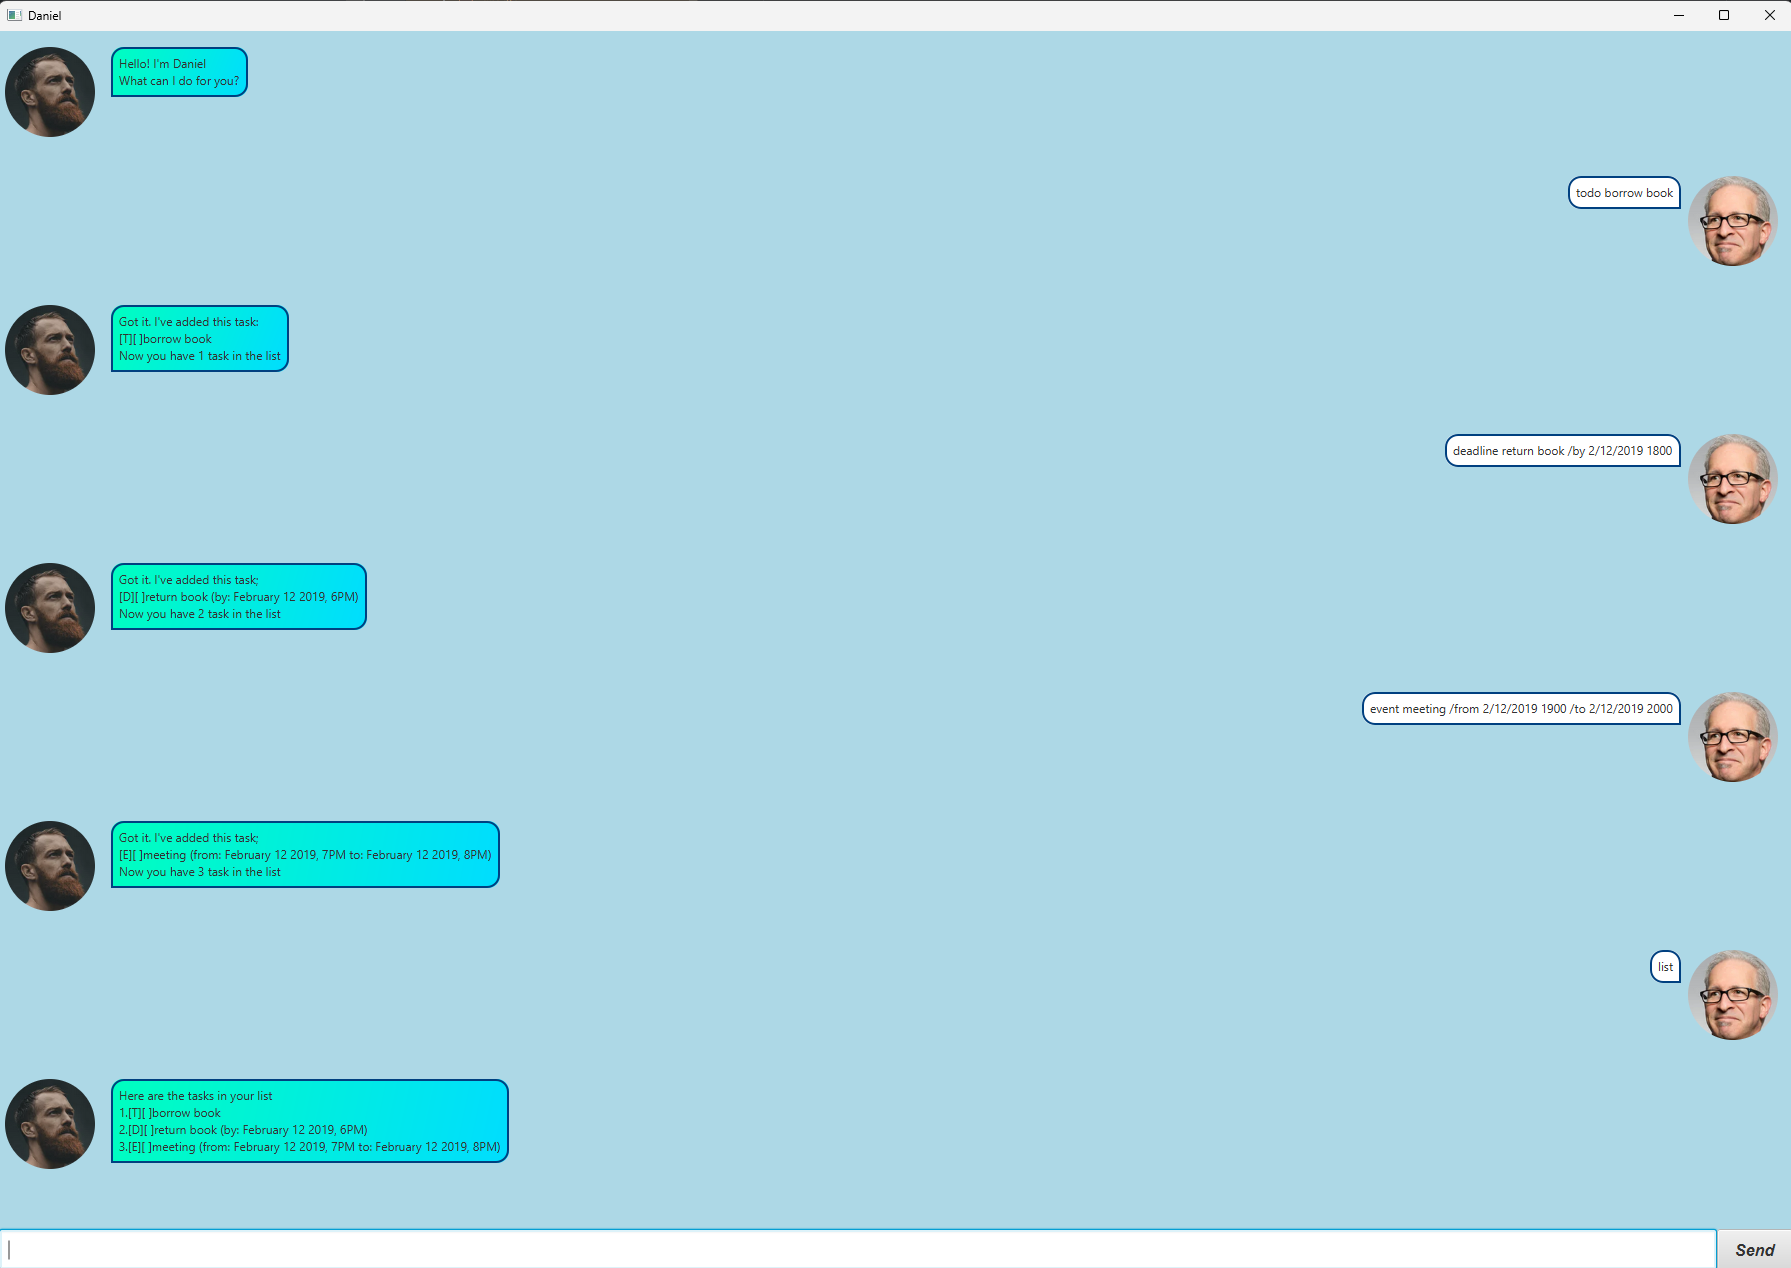 Daniel
Hello! I'm Daniel
What can I do for you?
todo borrow book
Got it. I've added this task:
[T][ ]borrow book
Now you have 1 task in the list
deadline return book /by 2/12/2019 1800
Got it. I've added this task;
[D][ ]return book (by: February 12 2019, 6PM)
Now you have 2 task in the list
event meeting /from 2/12/2019 1900 /to 2/12/2019 2000
Got it. I've added this task;
[E][ ]meeting (from: February 12 2019, 7PM to: February 12 2019, 8PM)
Now you have 3 task in the list
list
Here are the tasks in your list
1.[T][ ]borrow book
2.[D][ ]return book (by: February 12 2019, 6PM)
3.[E][ ]meeting (from: February 12 2019, 7PM to: February 12 2019, 8PM)
Send